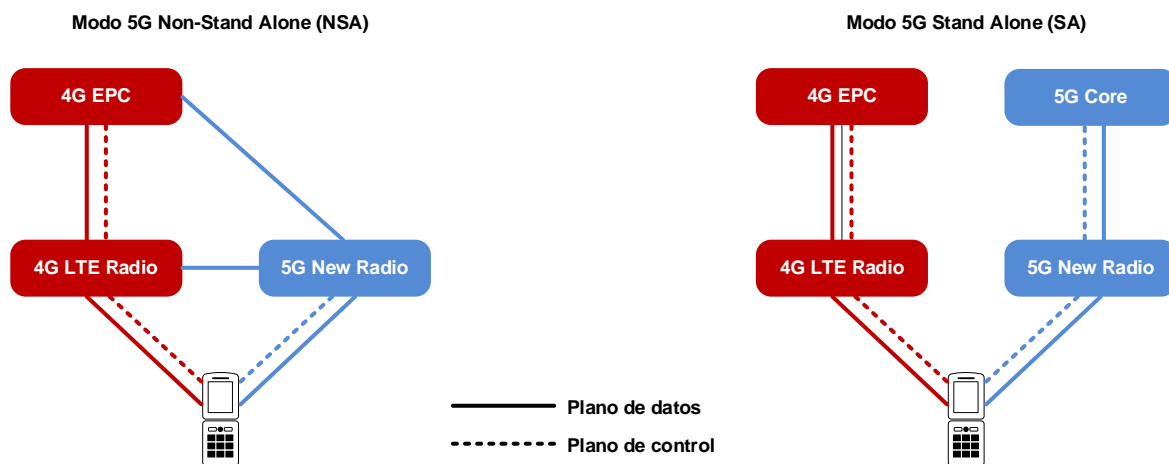 Modo 5G Non-Stand Alone (NSA)
Modo 5G Stand Alone (SA)
4G EPC
4G EPC
5G Core
4G LTE Radio
5G New Radio
4G LTE Radio
5G New Radio
Plano de datos
Plano de control